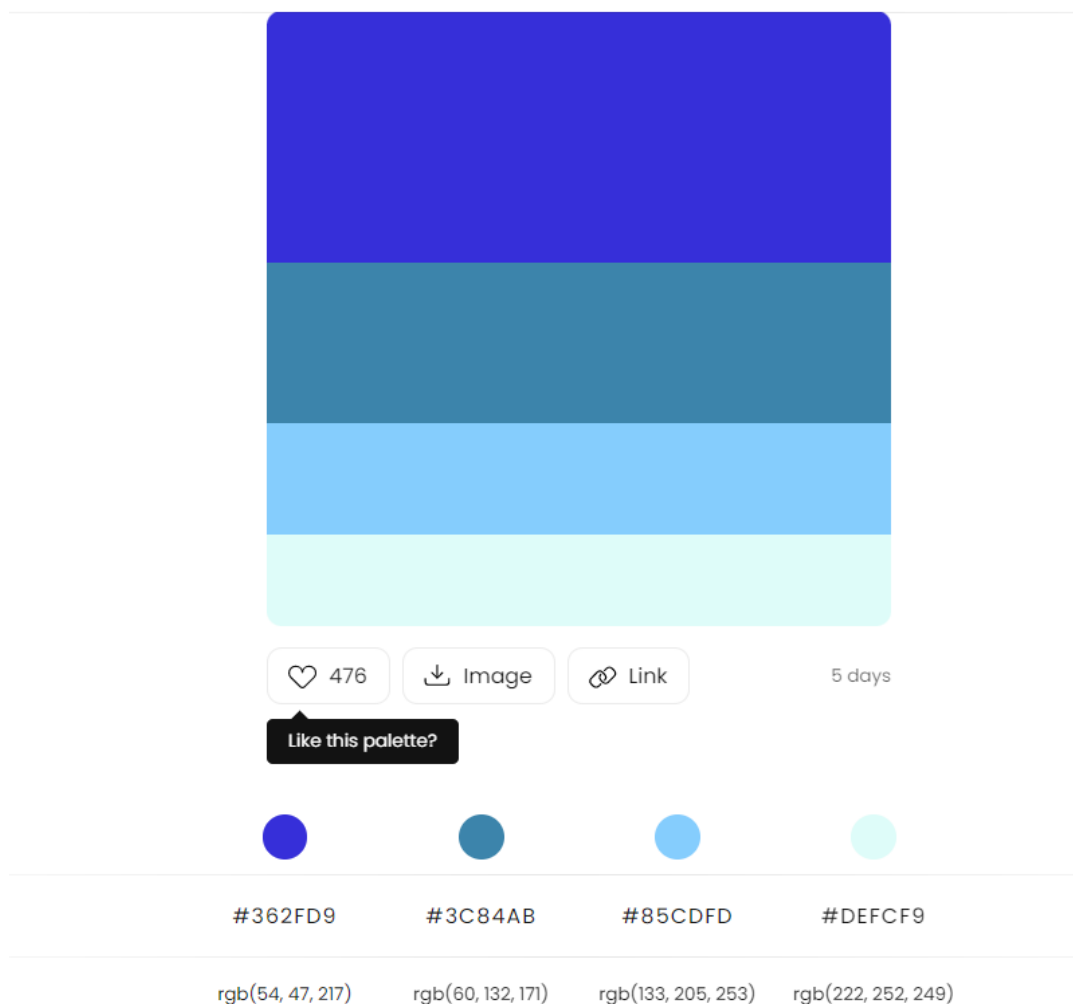 476 Image Link 5 days
Like this palette?
#362FD9 #3C84AB #85CDFD #DEFCF9
rgb(54, 47, 217) rgb(60, 132, 171) rgb(133, 205, 253) rgb(222, 252, 249)